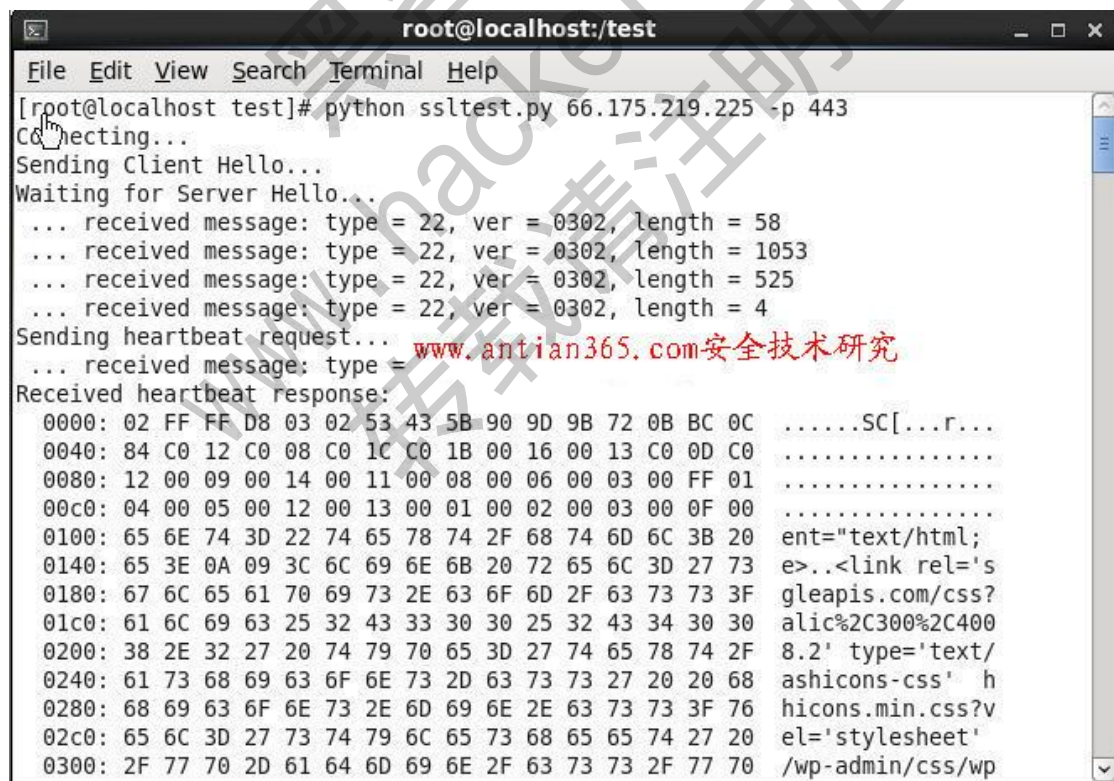 root@localhost:/test
File Edit View Search Terminal Help
[root@localhost test]# python ssltest.py 66.175.219.225 -p 443
Connecting...
Sending Client Hello...
Waiting for Server Hello...
 ... received message: type = 22, ver = 0302, length = 58
 ... received message: type = 22, ver = 0302, length = 1053
 ... received message: type = 22, ver = 0302, length = 525
 ... received message: type = 22, ver = 0302, length = 4
Sending heartbeat request...
www.antian365.com安全技术研究
 ... received message: type =
Received heartbeat response:
  0000: 02 FF FF D8 03 02 53 43 5B 90 9D 9B 72 0B BC 0C  ......SC[...r...
  0040: 84 C0 12 C0 08 C0 1C C0 1B 00 16 00 13 C0 0D C0  ................
  0080: 12 00 09 00 14 00 11 00 08 00 06 00 03 00 FF 01  ................
  00c0: 04 00 05 00 12 00 13 00 01 00 02 00 03 00 0F 00  ................
  0100: 65 6E 74 3D 22 74 65 78 74 2F 68 74 6D 6C 3B 20  ent="text/html; 
  0140: 65 3E 0A 09 3C 6C 69 6E 6B 20 72 65 6C 3D 27 73  e>..<link rel='s
  0180: 67 6C 65 61 70 69 73 2E 63 6F 6D 2F 63 73 73 3F  gleapis.com/css?
  01c0: 61 6C 69 63 25 32 43 33 30 30 25 32 43 34 30 30  alic%2C300%2C400
  0200: 38 2E 32 27 20 74 79 70 65 3D 27 74 65 78 74 2F  8.2' type='text/
  0240: 61 73 68 69 63 6F 6E 73 2D 63 73 73 27 20 20 68  ashicons-css'  h
  0280: 68 69 63 6F 6E 73 2E 6D 69 6E 2E 63 73 73 3F 76  hicons.min.css?v
  02c0: 65 6C 3D 27 73 74 79 6C 65 73 68 65 65 74 27 20  el='stylesheet' 
  0300: 2F 77 70 2D 61 64 6D 69 6E 2F 63 73 73 2F 77 70  /wp-admin/css/wp
www.hacke
转载请注明